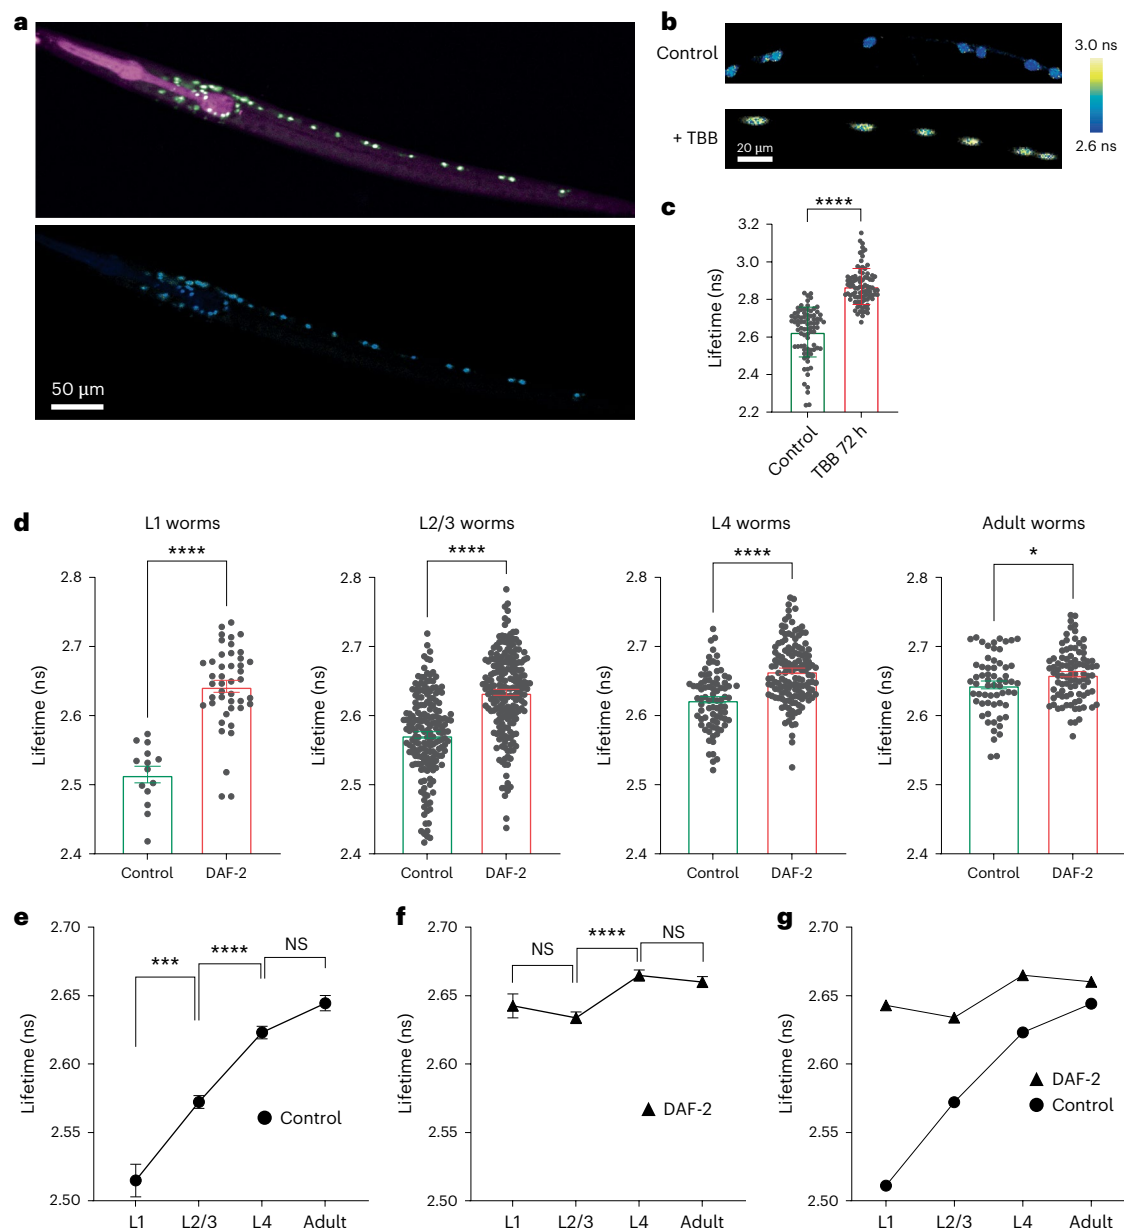 a
50 µm
b
Control
+ TBB
20 µm
3.0 ns
2.6 ns
c
****
Lifetime (ns)
3.2
3.0
2.8
2.6
2.4
2.2
Control
TBB 72 h
d
L1 worms
****
Lifetime (ns)
2.8
2.7
2.6
2.5
2.4
Control
DAF-2
L2/3 worms
****
Lifetime (ns)
2.8
2.7
2.6
2.5
2.4
Control
DAF-2
L4 worms
****
Lifetime (ns)
2.8
2.7
2.6
2.5
2.4
Control
DAF-2
Adult worms
*
Lifetime (ns)
2.8
2.7
2.6
2.5
2.4
Control
DAF-2
e
Lifetime (ns)
2.70
2.65
2.60
2.55
2.50
***
****
NS
Control
L1
L2/3
L4
Adult
f
Lifetime (ns)
2.70
2.65
2.60
2.55
2.50
NS
****
NS
DAF-2
L1
L2/3
L4
Adult
g
Lifetime (ns)
2.70
2.65
2.60
2.55
2.50
DAF-2
Control
L1
L2/3
L4
Adult